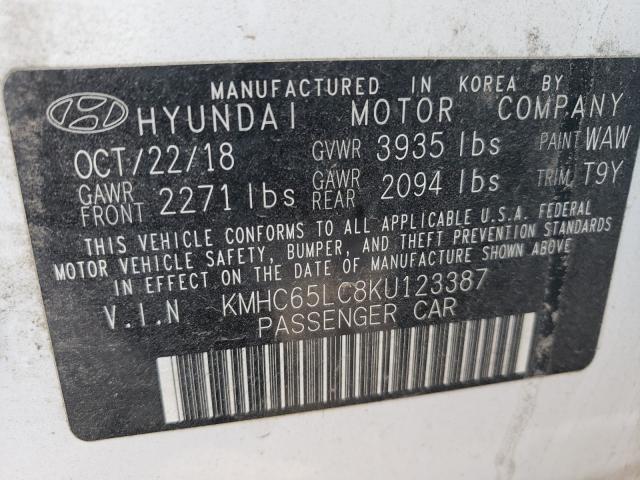 MANUFACTURED IN KOREA BY
HYUNDAI MOTOR COMPANY
OCT/22/18 GVWR 3935 lbs PAINT WAW
GAWR FRONT 2271 lbs GAWR REAR 2094 lbs TRIM T9Y
THIS VEHICLE CONFORMS TO ALL APPLICABLE U.S.A. FEDERAL
MOTOR VEHICLE SAFETY, BUMPER, AND THEFT PREVENTION STANDARDS
IN EFFECT ON THE DATE OF MANUFACTURE SHOWN ABOVE
V.I.N KMHC65LC8KU123387
PASSENGER CAR